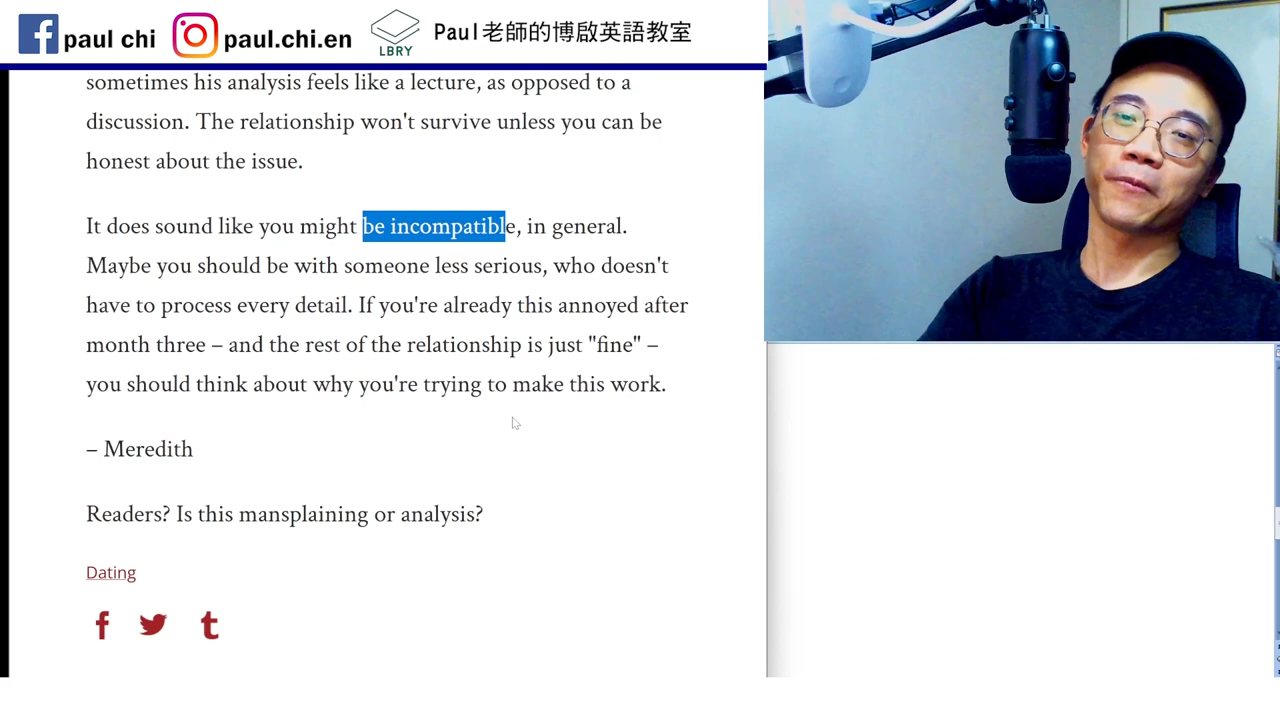 paul chi
paul.chi.en
LBRY
Paul老師的博啟英語教室
sometimes his analysis feels like a lecture, as opposed to a
discussion. The relationship won't survive unless you can be
honest about the issue.
It does sound like you might be incompatible, in general.
Maybe you should be with someone less serious, who doesn't
have to process every detail. If you're already this annoyed after
month three – and the rest of the relationship is just "fine" –
you should think about why you're trying to make this work.
– Meredith
Readers? Is this mansplaining or analysis?
Dating